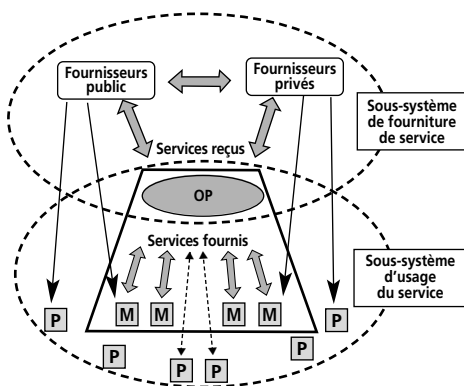 Fournisseurs
public
Fournisseurs
privés
Sous-système
de fourniture
de service
Services reçus
OP
Services fournis
Sous-système
d'usage
du service
P
M
M
M
M
P
P
P
P
P